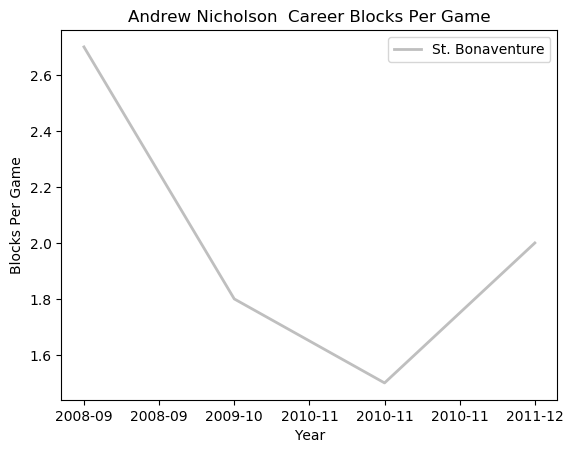 Andrew Nicholson  Career Blocks Per Game
St. Bonaventure
Blocks Per Game
2.6
2.4
2.2
2.0
1.8
1.6
2008-09 2008-09 2009-10 2010-11 2010-11 2010-11 2011-12
Year